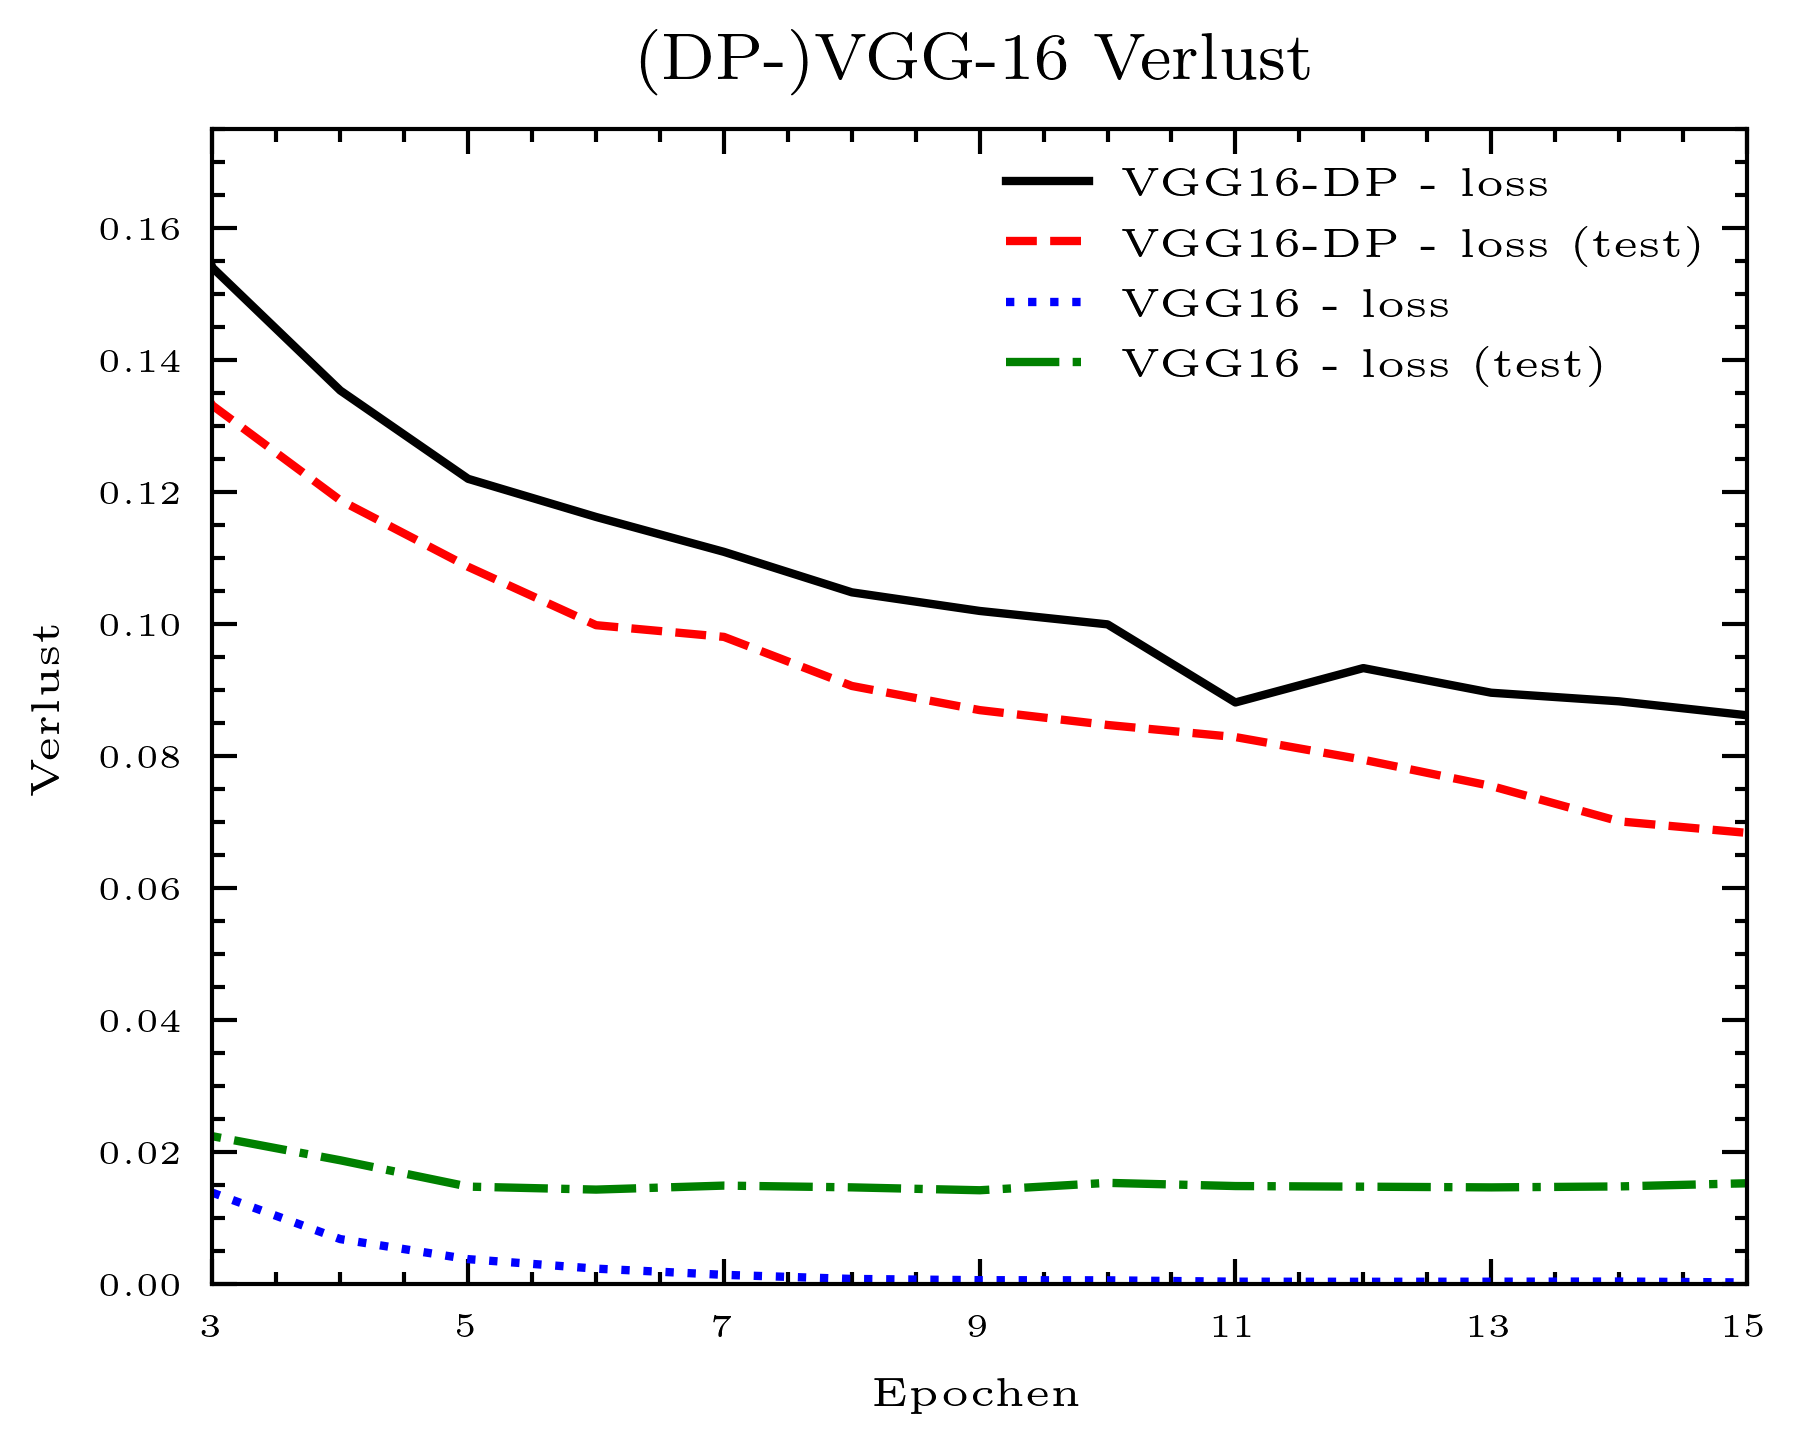 (DP-)VGG-16 Verlust
VGG16-DP - loss
VGG16-DP - loss (test)
VGG16 - loss
VGG16 - loss (test)
0.16
0.14
0.12
0.10
0.08
0.06
0.04
0.02
0.00
Verlust
3 5 7 9 11 13 15
Epochen